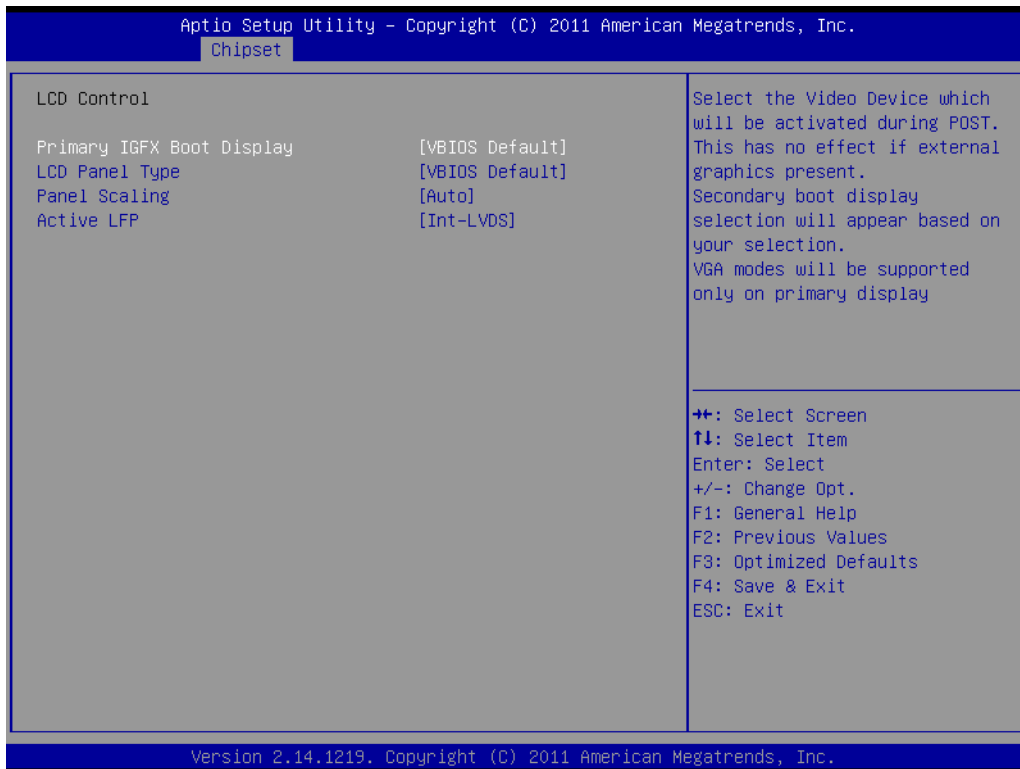 Aptio Setup Utility – Copyright (C) 2011 American Megatrends, Inc.
Chipset
LCD Control
Primary IGFX Boot Display [VBIOS Default]
LCD Panel Type [VBIOS Default]
Panel Scaling [Auto]
Active LFP [Int-LVDS]
Select the Video Device which
will be activated during POST.
This has no effect if external
graphics present.
Secondary boot display
selection will appear based on
your selection.
VGA modes will be supported
only on primary display
→←: Select Screen
↑↓: Select Item
Enter: Select
+/-: Change Opt.
F1: General Help
F2: Previous Values
F3: Optimized Defaults
F4: Save & Exit
ESC: Exit
Version 2.14.1219. Copyright (C) 2011 American Megatrends, Inc.